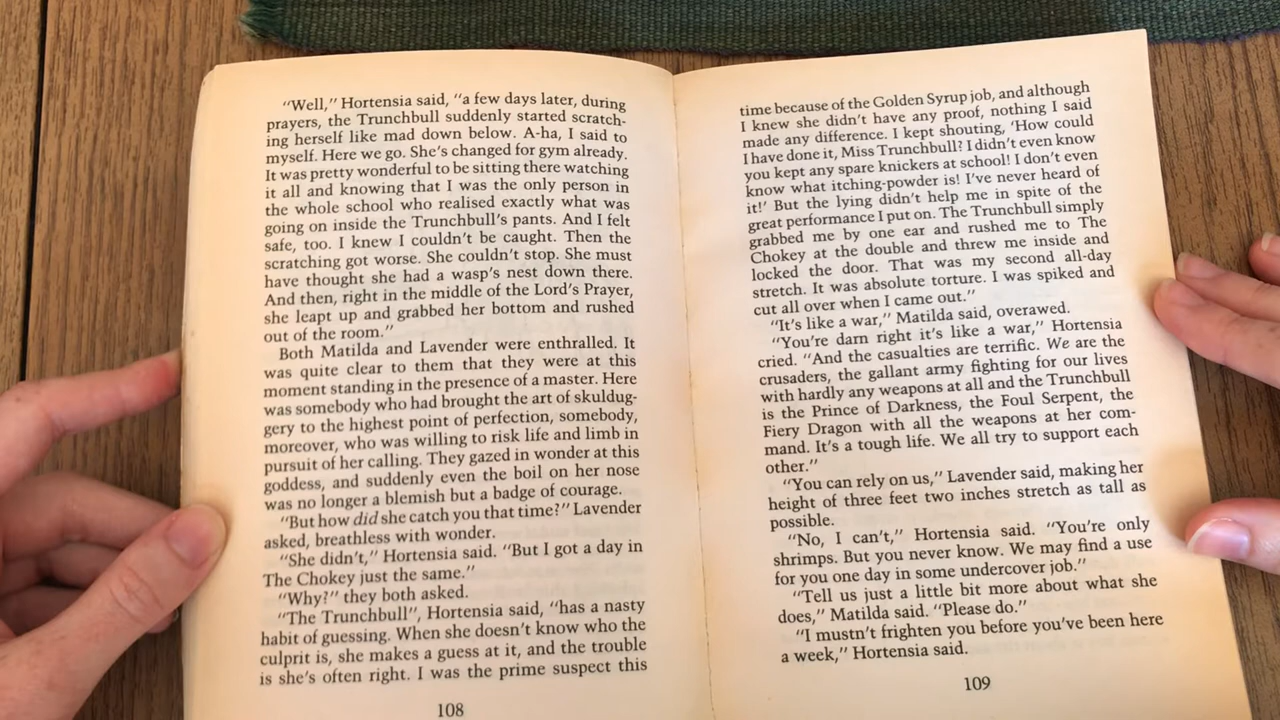 "Well," Hortensia said, "a few days later, during
prayers, the Trunchbull suddenly started scratch-
ing herself like mad down below. A-ha, I said to
myself. Here we go. She's changed for gym already.
It was pretty wonderful to be sitting there watching
it all and knowing that I was the only person in
the whole school who realised exactly what was
going on inside the Trunchbull's pants. And I felt
safe, too. I knew I couldn't be caught. Then the
scratching got worse. She couldn't stop. She must
have thought she had a wasp's nest down there.
And then, right in the middle of the Lord's Prayer,
she leapt up and grabbed her bottom and rushed
out of the room."
Both Matilda and Lavender were enthralled. It
was quite clear to them that they were at this
moment standing in the presence of a master. Here
was somebody who had brought the art of skuldug-
gery to the highest point of perfection, somebody,
moreover, who was willing to risk life and limb in
pursuit of her calling. They gazed in wonder at this
goddess, and suddenly even the boil on her nose
was no longer a blemish but a badge of courage.
"But how did she catch you that time?" Lavender
asked, breathless with wonder.
"She didn't," Hortensia said. "But I got a day in
The Chokey just the same."
"Why?" they both asked.
"The Trunchbull", Hortensia said, "has a nasty
habit of guessing. When she doesn't know who the
culprit is, she makes a guess at it, and the trouble
is she's often right. I was the prime suspect this
108
time because of the Golden Syrup job, and although
I knew she didn't have any proof, nothing I said
made any difference. I kept shouting, 'How could
I have done it, Miss Trunchbull? I didn't even know
you kept any spare knickers at school! I don't even
know what itching-powder is! I've never heard of
it!' But the lying didn't help me in spite of the
great performance I put on. The Trunchbull simply
grabbed me by one ear and rushed me to The
Chokey at the double and threw me inside and
locked the door. That was my second all-day
stretch. It was absolute torture. I was spiked and
cut all over when I came out."
"It's like a war," Matilda said, overawed.
"You're darn right it's like a war," Hortensia
cried. "And the casualties are terrific. We are the
crusaders, the gallant army fighting for our lives
with hardly any weapons at all and the Trunchbull
is the Prince of Darkness, the Foul Serpent, the
Fiery Dragon with all the weapons at her com-
mand. It's a tough life. We all try to support each
other."
"You can rely on us," Lavender said, making her
height of three feet two inches stretch as tall as
possible.
"No, I can't," Hortensia said. "You're only
shrimps. But you never know. We may find a use
for you one day in some undercover job."
"Tell us just a little bit more about what she
does," Matilda said. "Please do."
"I mustn't frighten you before you've been here
a week," Hortensia said.
109